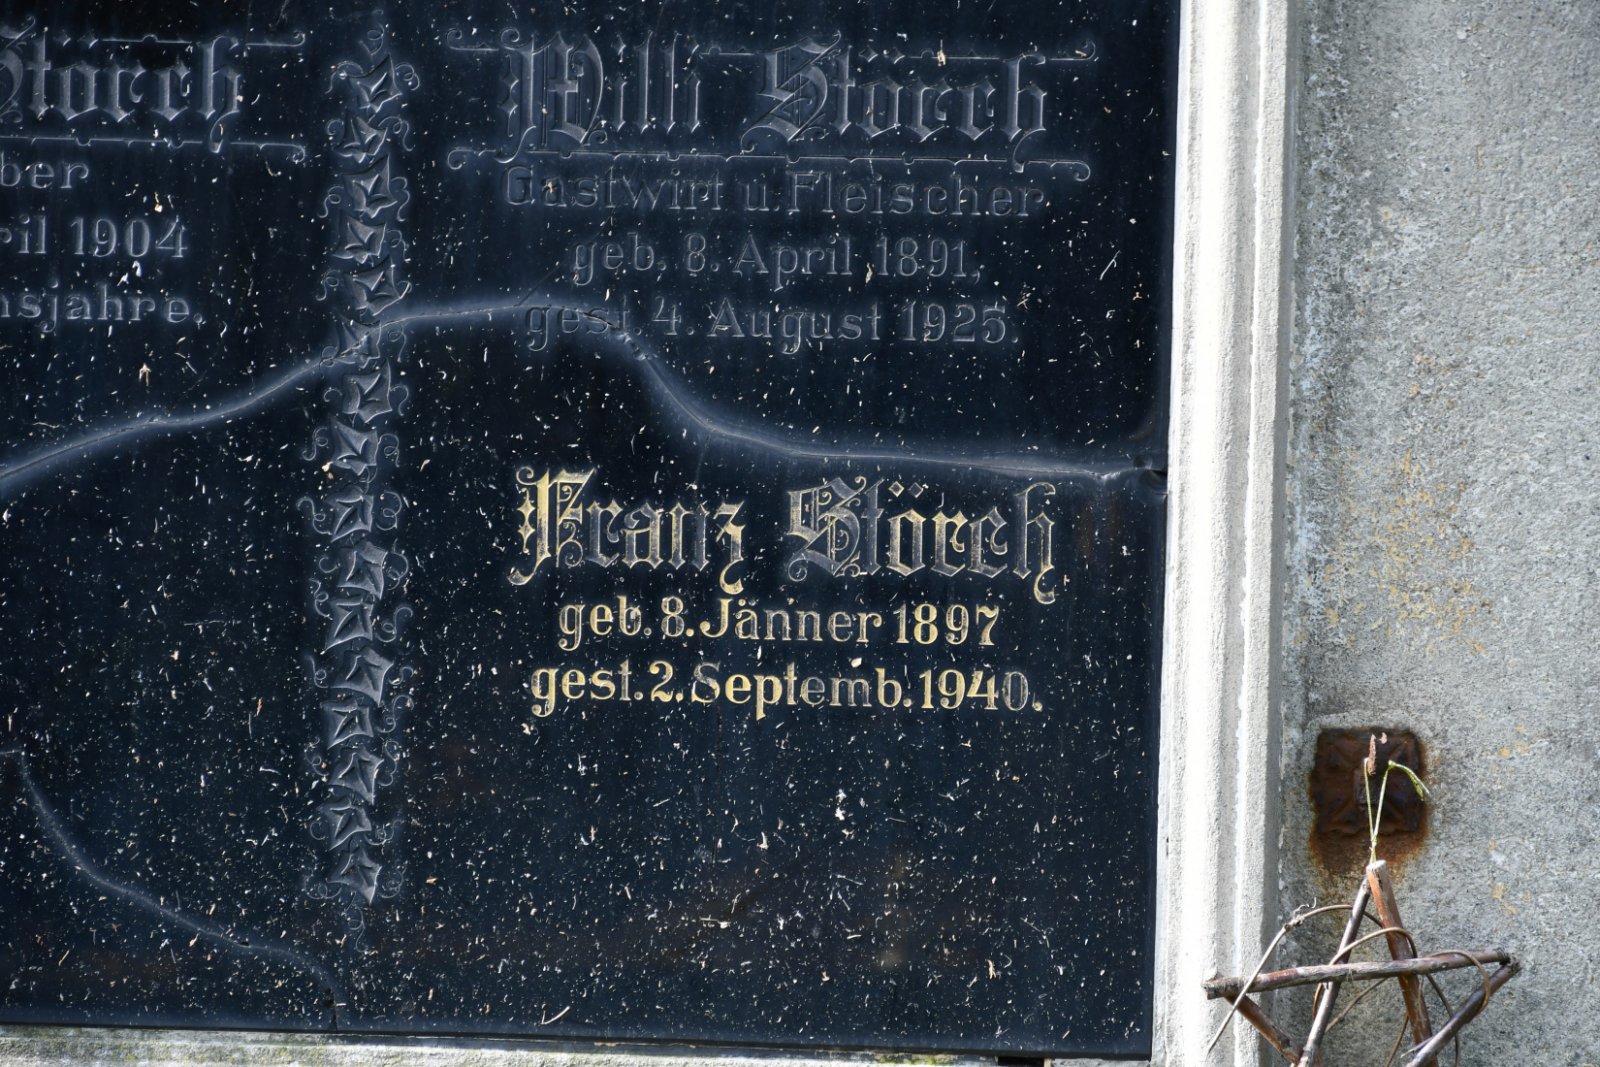 Störch
ber
ril 1904
nsjahre.
Willi Störch
Gastwirt u. Fleischer
geb. 8. April 1891,
gest. 4. August 1925.
Franz Störch
geb. 8. Jänner 1897
gest. 2. Septemb. 1940.